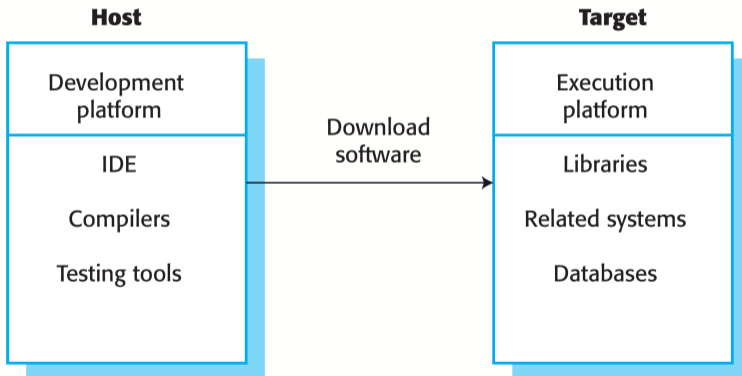 Host
Development
platform
IDE
Compilers
Testing tools
Download
software
Target
Execution
platform
Libraries
Related systems
Databases